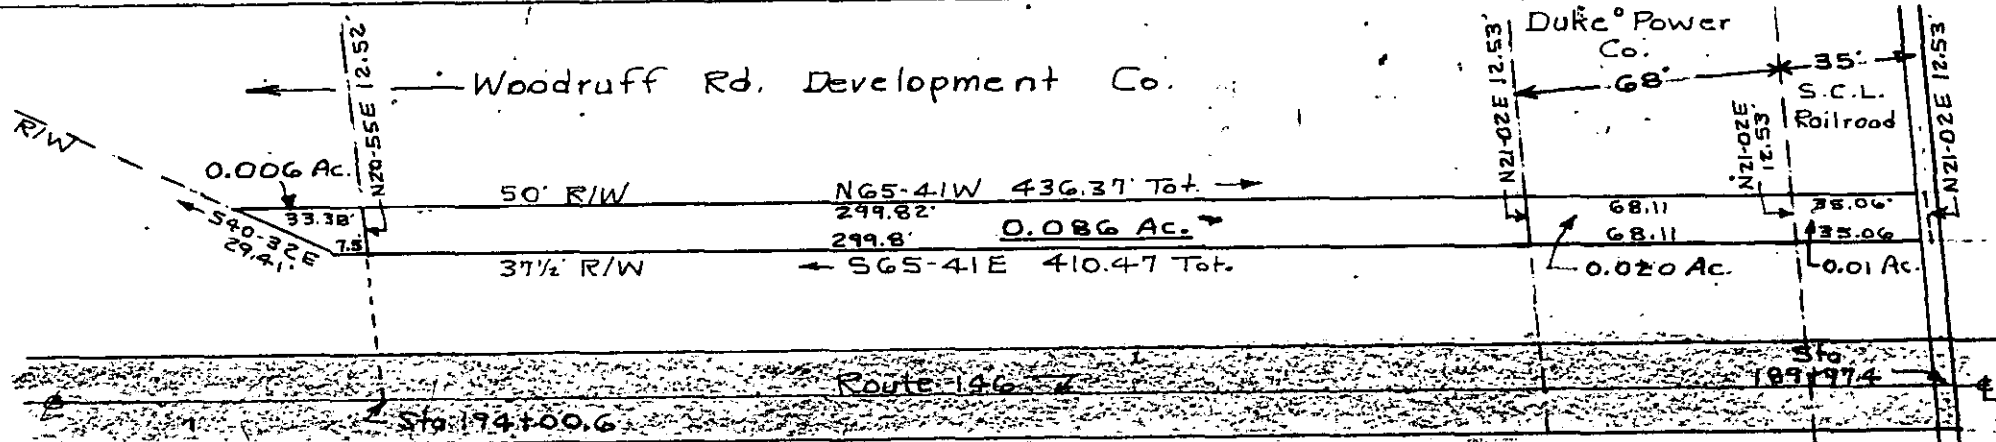 Duke Power
Co.
68'
35'
S.C.L.
Railroad
Woodruff Rd. Development Co.
N20-55E 12.52'
N21-02E 12.53'
N21-02E
12.53'
N21-02E 12.53'
R/W
0.006 Ac.
50' R/W
N65-41W 436.37' Tot.
33.38'
299.82'
68.11
35.06'
S40-32E
29.41'
7.5
299.8'
0.086 Ac.
68.11
35.06
37½' R/W
S65-41E 410.47 Tot.
0.020 Ac.
0.01 Ac.
Route 146
Sta
189+97.4
Sta 194+00.6